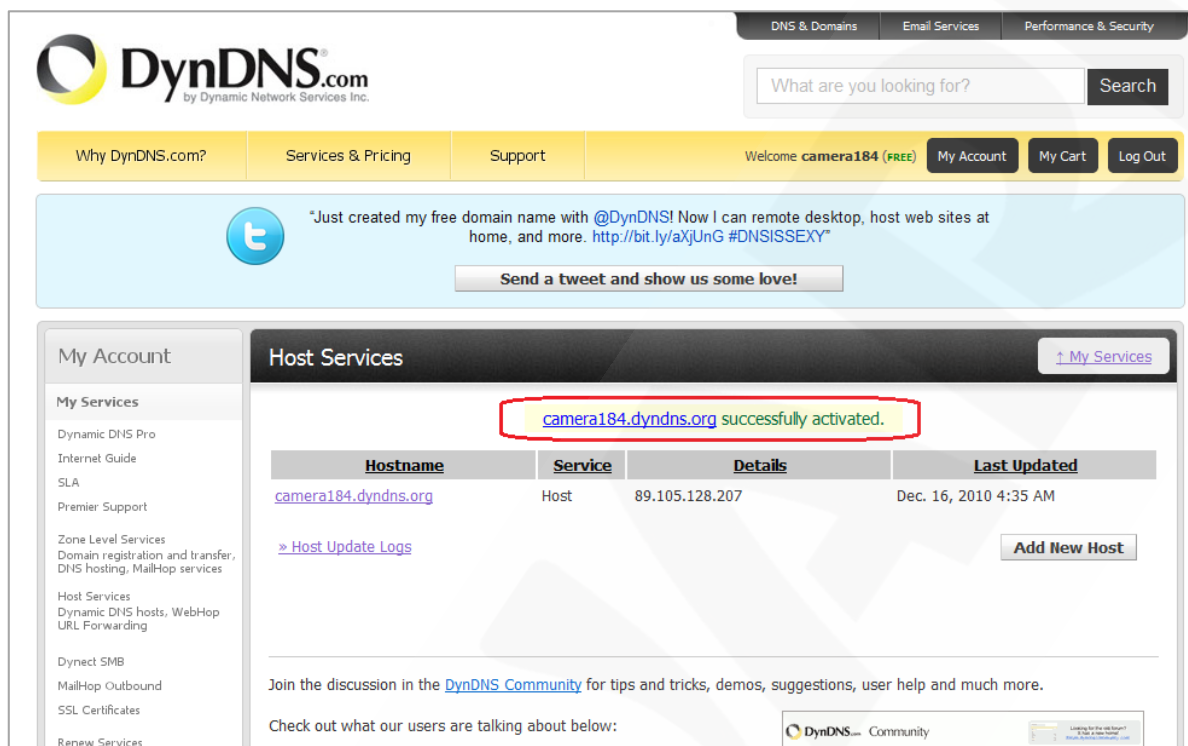 DNS & Domains Email Services Performance & Security
DynDNS.com
by Dynamic Network Services Inc.
What are you looking for? Search
Why DynDNS.com? Services & Pricing Support Welcome camera184 (FREE) My Account My Cart Log Out
"Just created my free domain name with @DynDNS! Now I can remote desktop, host web sites at
home, and more. http://bit.ly/aXjUnG #DNSISSEXY"
Send a tweet and show us some love!
My Account
My Services
Dynamic DNS Pro
Internet Guide
SLA
Premier Support
Zone Level Services
Domain registration and transfer,
DNS hosting, MailHop services
Host Services
Dynamic DNS hosts, WebHop
URL Forwarding
Dynect SMB
MailHop Outbound
SSL Certificates
Renew Services
Host Services ↑ My Services
camera184.dyndns.org successfully activated.
Hostname Service Details Last Updated
camera184.dyndns.org Host 89.105.128.207 Dec. 16, 2010 4:35 AM
» Host Update Logs Add New Host
Join the discussion in the DynDNS Community for tips and tricks, demos, suggestions, user help and much more.
Check out what our users are talking about below:
DynDNS Community